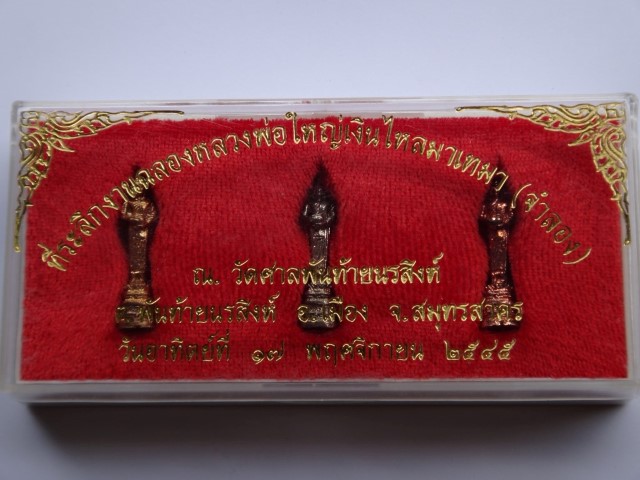 ที่ระลึกงานฉลองหลวงพ่อใหญ่เงินไหลมาเทมา (จำลอง)
ณ. วัดศาลพันท้ายนรสิงห์
ต.พันท้ายนรสิงห์ อ.เมือง จ.สมุทรสาคร
วันอาทิตย์ที่ ๑๗ พฤศจิกายน ๒๕๔๕